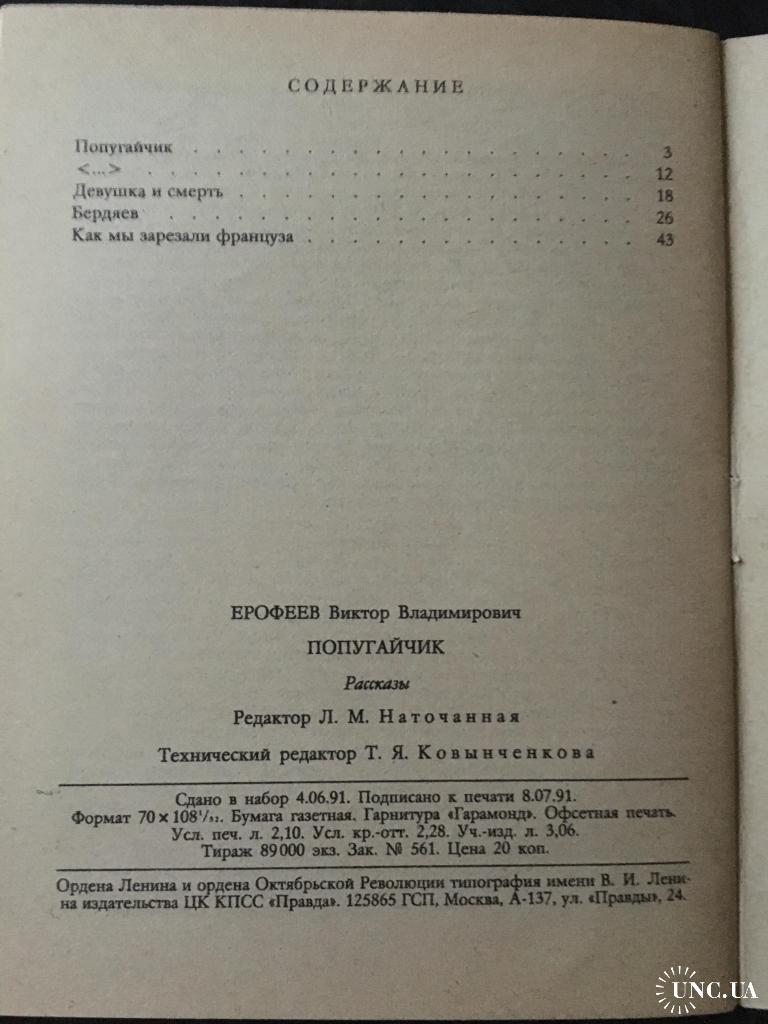 СОДЕРЖАНИЕ
Попугайчик . . . . . . . . . . . . . . . . 3
<...> . . . . . . . . . . . . . . . . . . 12
Девушка и смерть . . . . . . . . . . . . . . 18
Бердяев . . . . . . . . . . . . . . . . . 26
Как мы зарезали француза . . . . . . . . . . . 43
ЕРОФЕЕВ Виктор Владимирович
ПОПУГАЙЧИК
Рассказы
Редактор Л. М. Наточанная
Технический редактор Т. Я. Ковынченкова
Сдано в набор 4.06.91. Подписано к печати 8.07.91.
Формат 70×108¹/₃₂. Бумага газетная. Гарнитура «Гарамонд». Офсетная печать.
Усл. печ. л. 2,10. Усл. кр.-отт. 2,28. Уч.-изд. л. 3,06.
Тираж 89000 экз. Зак. № 561. Цена 20 коп.
Ордена Ленина и ордена Октябрьской Революции типография имени В. И. Лени-
на издательства ЦК КПСС «Правда». 125865 ГСП, Москва, А-137, ул. «Правды», 24.
UNC.UA